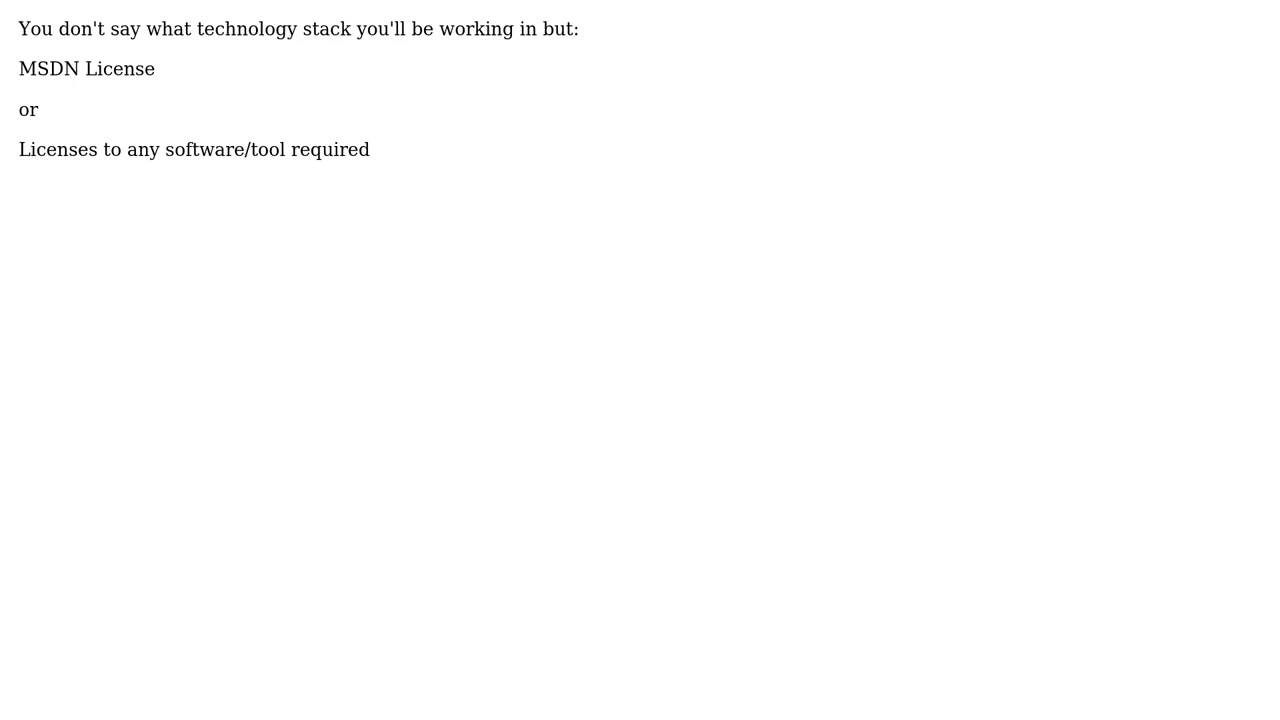 You don't say what technology stack you'll be working in but:
MSDN License
or
Licenses to any software/tool required